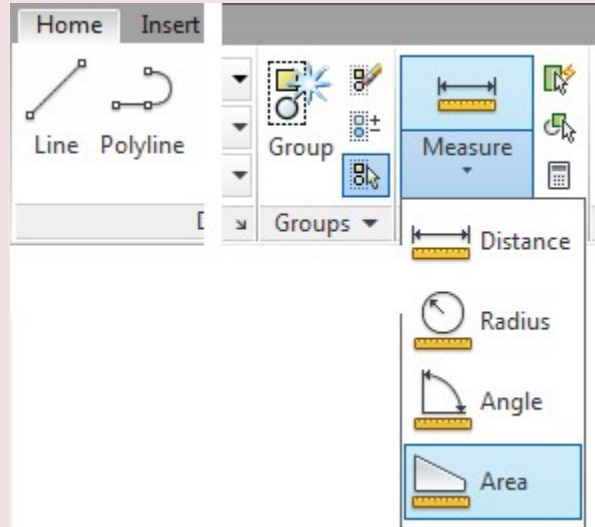 Home Insert
Line Polyline
Group
Measure
Groups
Distance
Radius
Angle
Area